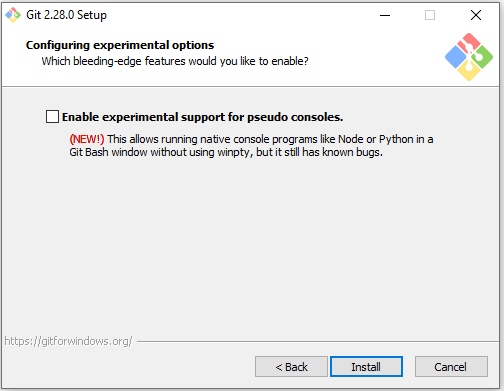 Git 2.28.0 Setup
Configuring experimental options
Which bleeding-edge features would you like to enable?
Enable experimental support for pseudo consoles.
(NEW!) This allows running native console programs like Node or Python in a
Git Bash window without using winpty, but it still has known bugs.
https://gitforwindows.org/
< Back
Install
Cancel